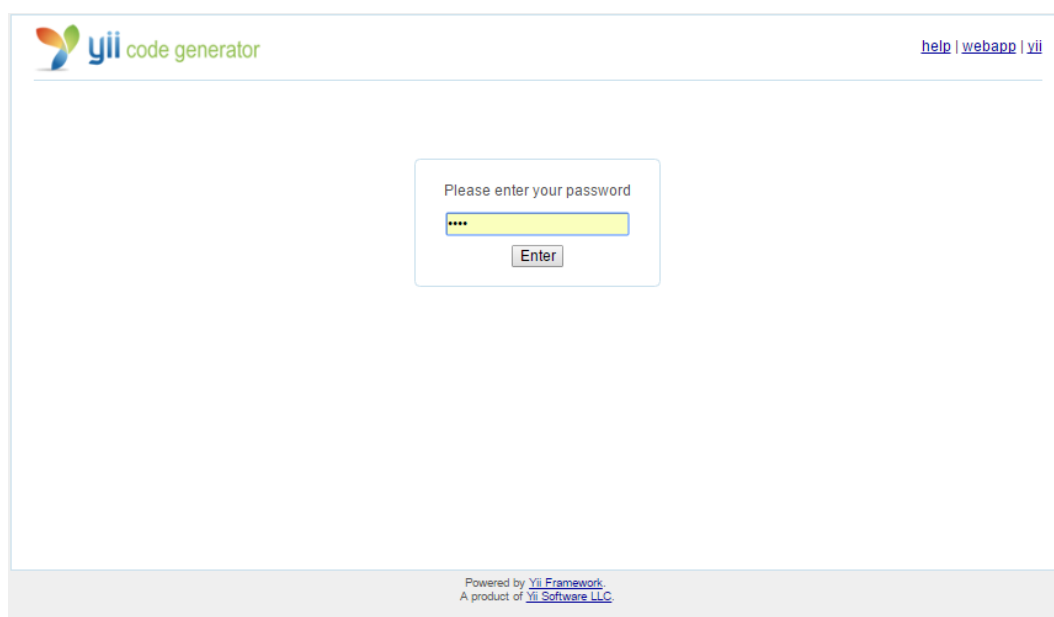 yii code generator
help | webapp | yii
Please enter your password
••••
Enter
Powered by Yii Framework.
A product of Yii Software LLC.